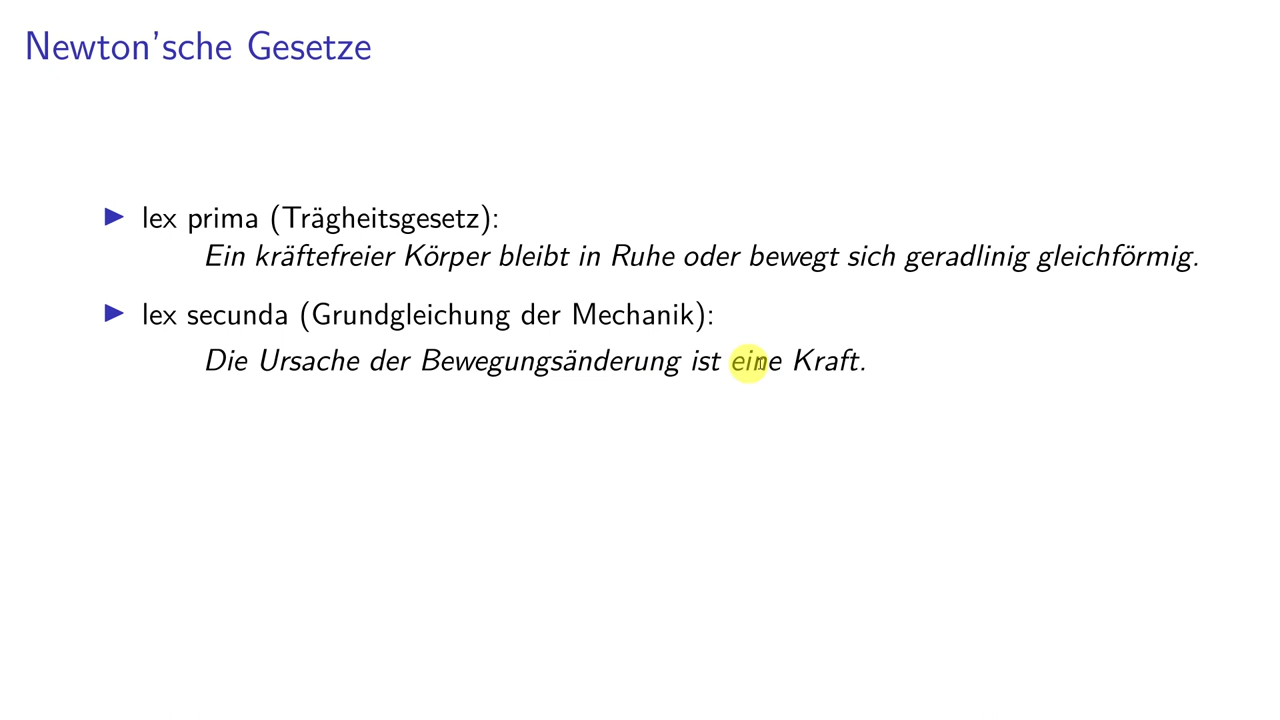 Newton'sche Gesetze
lex prima (Trägheitsgesetz):
Ein kräftefreier Körper bleibt in Ruhe oder bewegt sich geradlinig gleichförmig.
lex secunda (Grundgleichung der Mechanik):
Die Ursache der Bewegungsänderung ist eine Kraft.